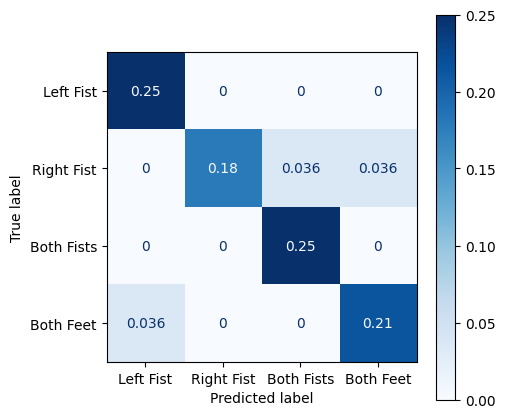 0.25
Left Fist 0.25 0 0 0
0.20
Right Fist 0 0.18 0.036 0.036
0.15
True label
0.10
Both Fists 0 0 0.25 0
0.05
Both Feet 0.036 0 0 0.21
0.00
Left Fist Right Fist Both Fists Both Feet
Predicted label